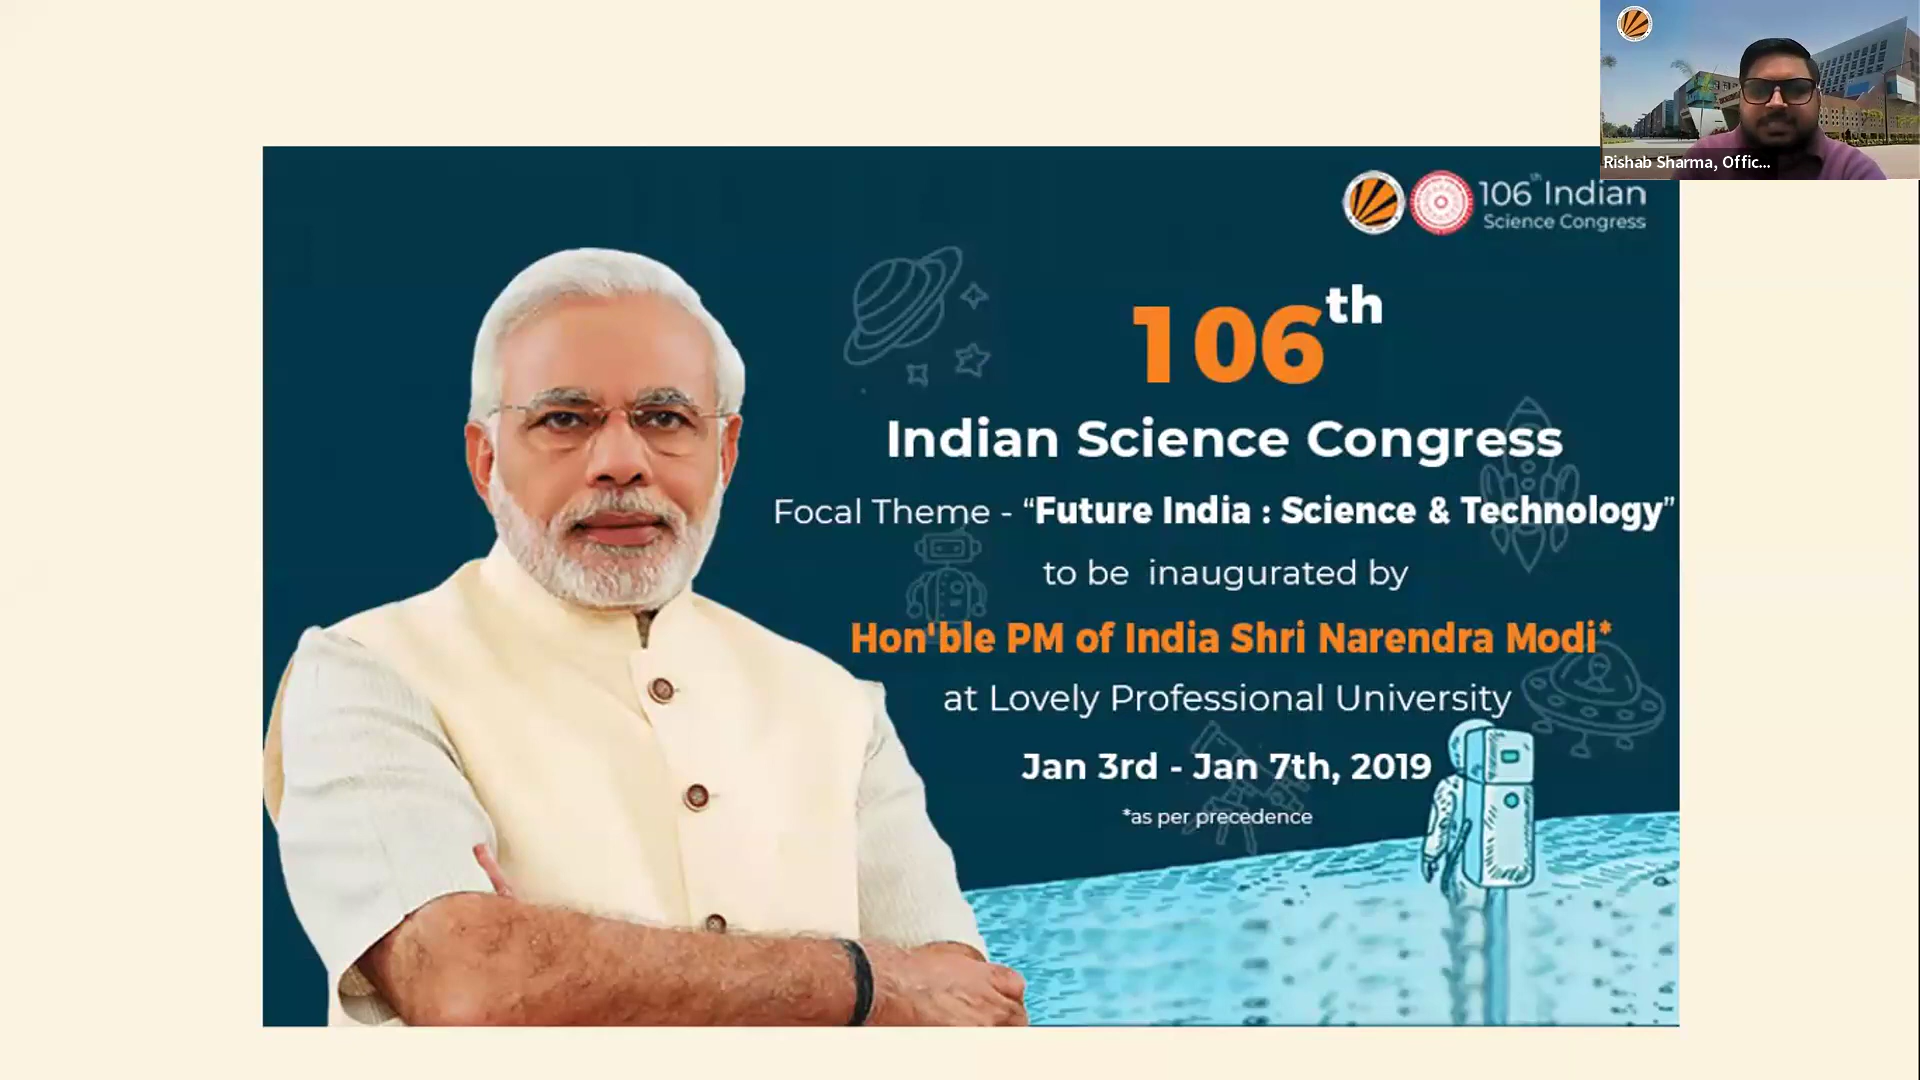 Rishab Sharma, Offic...
106th Indian
Science Congress
106th
Indian Science Congress
Focal Theme - “Future India : Science & Technology”
to be inaugurated by
Hon'ble PM of India Shri Narendra Modi*
at Lovely Professional University
Jan 3rd - Jan 7th, 2019
*as per precedence